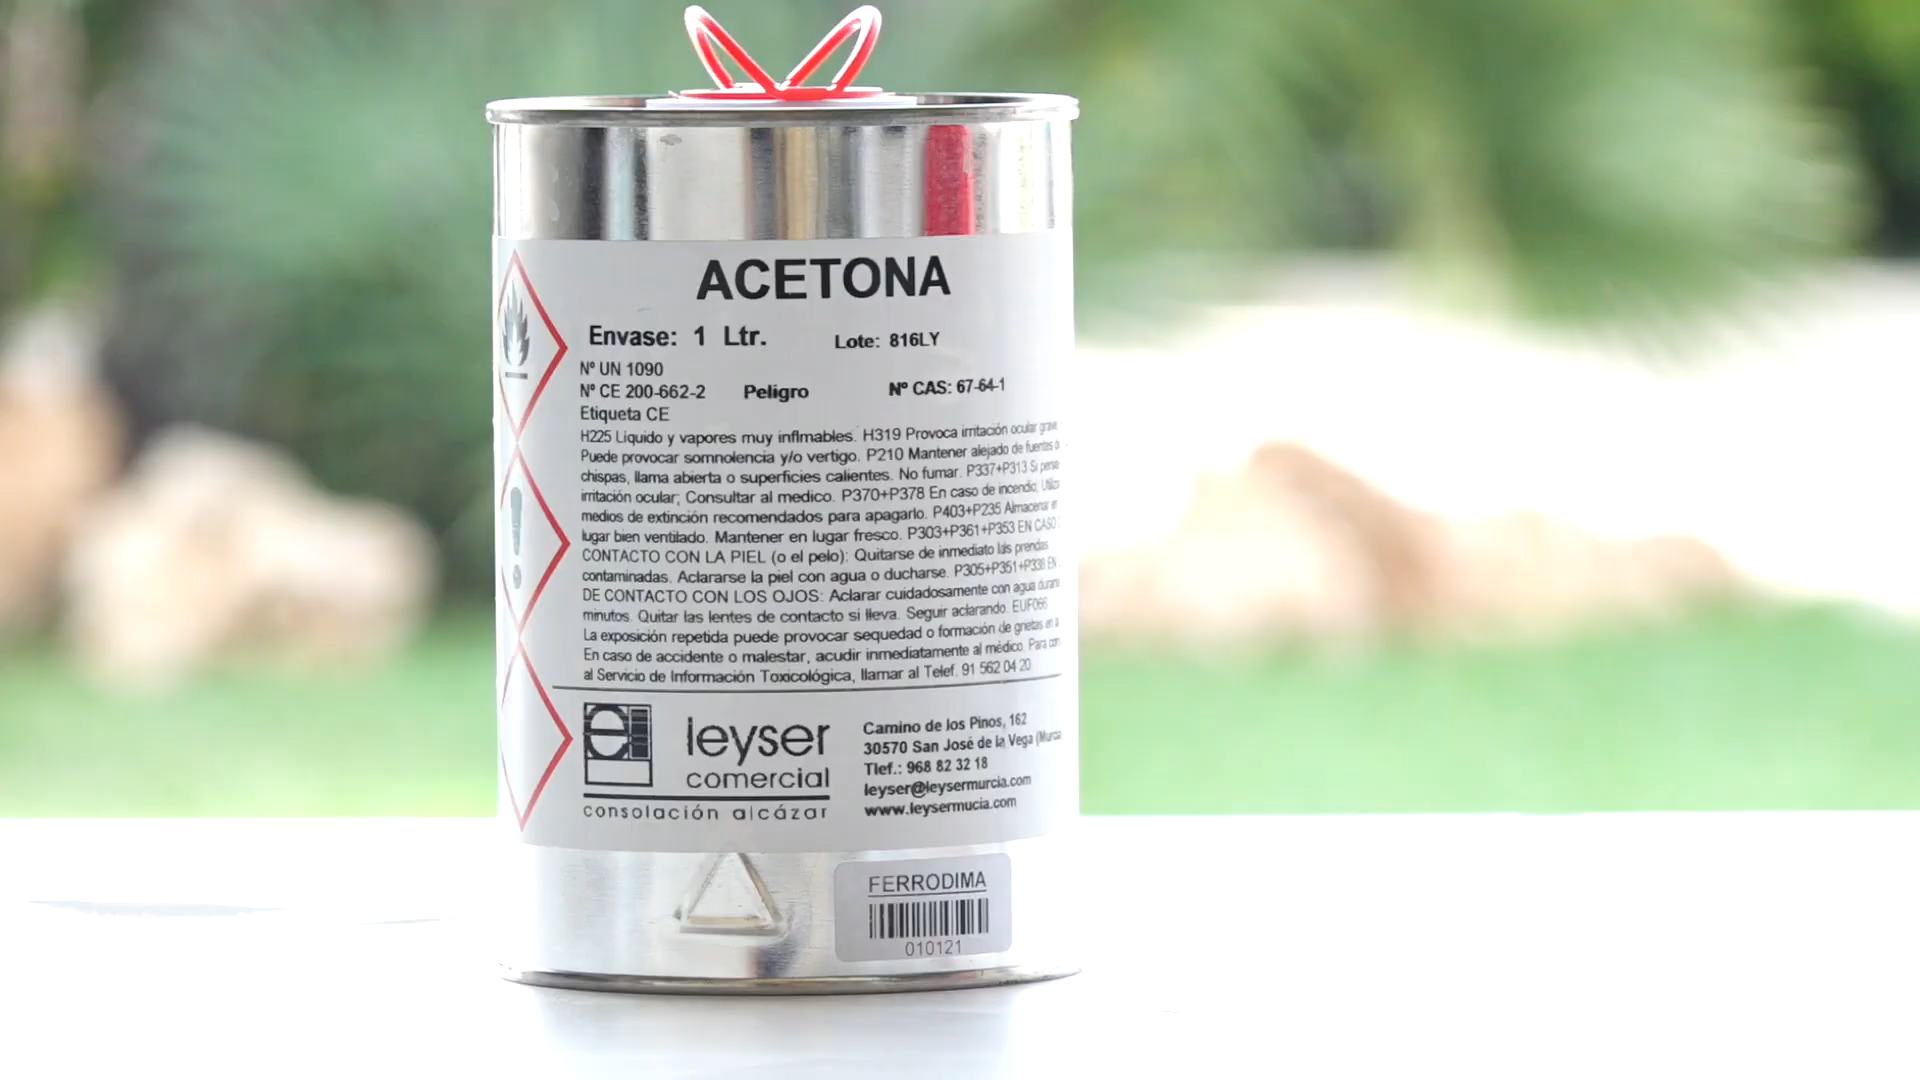 ACETONA
Envase: 1 Ltr. Lote: 816LY
Nº UN 1090
Nº CE 200-662-2 Peligro Nº CAS: 67-64-1
Etiqueta CE
H225 Liquido y vapores muy inflmables. H319 Provoca irritación ocular grave
Puede provocar somnolencia y/o vertigo. P210 Mantener alejado de fuentes
chispas, llama abierta o superficies calientes. No fumar. P337+P313 Si
irritación ocular; Consultar al medico. P370+P378 En caso de incendio;
medios de extinción recomendados para apagarlo. P403+P235 Almacenar
lugar bien ventilado. Mantener en lugar fresco. P303+P361+P353 EN CASO
CONTACTO CON LA PIEL (o el pelo): Quitarse de inmediato las prendas
contaminadas. Aclararse la piel con agua o ducharse. P305+P351+P338 EN
DE CONTACTO CON LOS OJOS: Aclarar cuidadosamente con agua
minutos. Quitar las lentes de contacto si lleva. Seguir aclarando. EUF066
La exposición repetida puede provocar sequedad o formación de grietas en
En caso de accidente o malestar, acudir inmediatamente al médico. Para
al Servicio de Información Toxicológica, llamar al Telef. 91 562 04 20
leyser
comercial
consolación alcázar
Camino de los Pinos, 162
30570 San José de la Vega
Tlef.: 968 82 32 18
leyser@leysermurcia.com
www.leysermucia.com
FERRODIMA
010121